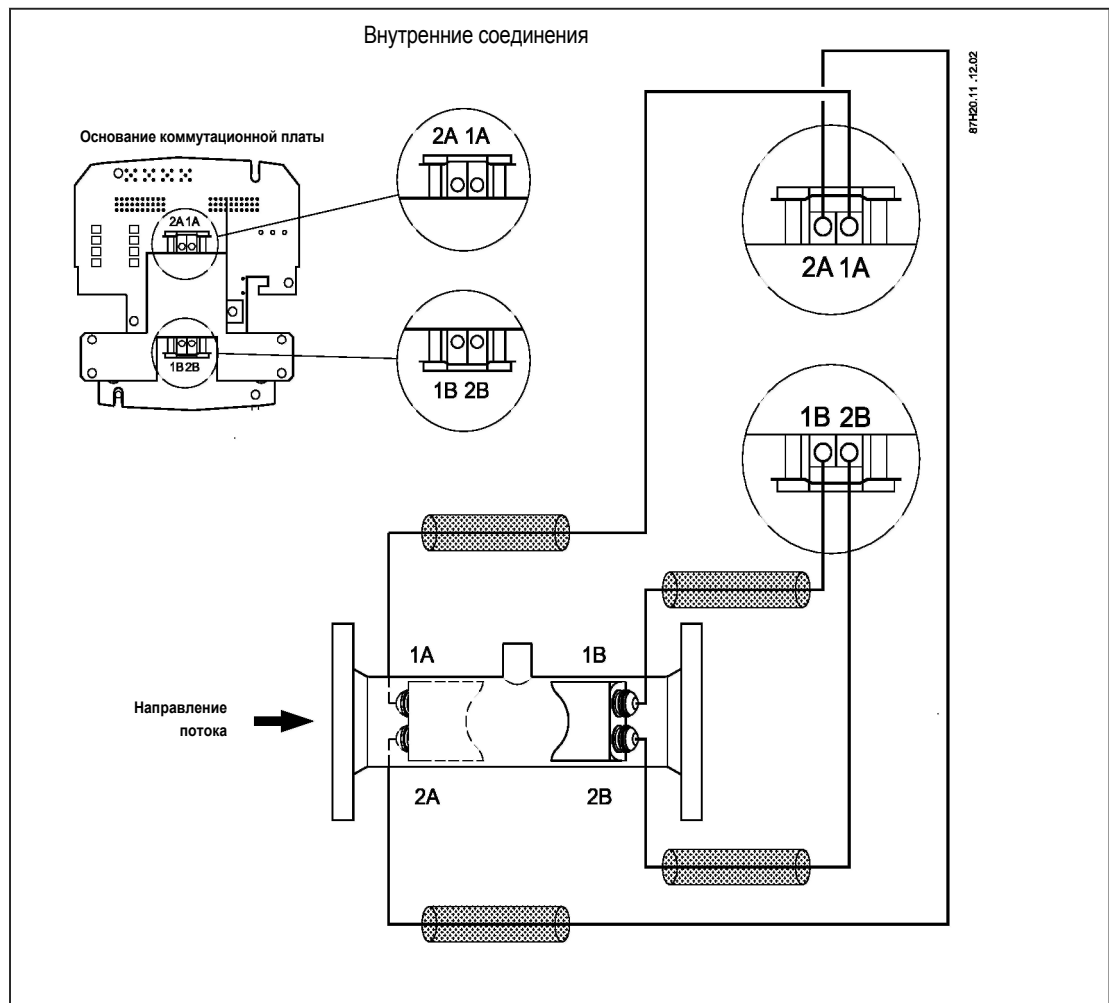 Внутренние соединения
87H20.11 .12.02
Основание коммутационной платы
2A 1A
2A 1A
2A 1A
1B 2B
1B 2B
1B 2B
1A
1B
Направление
потока
2A
2B